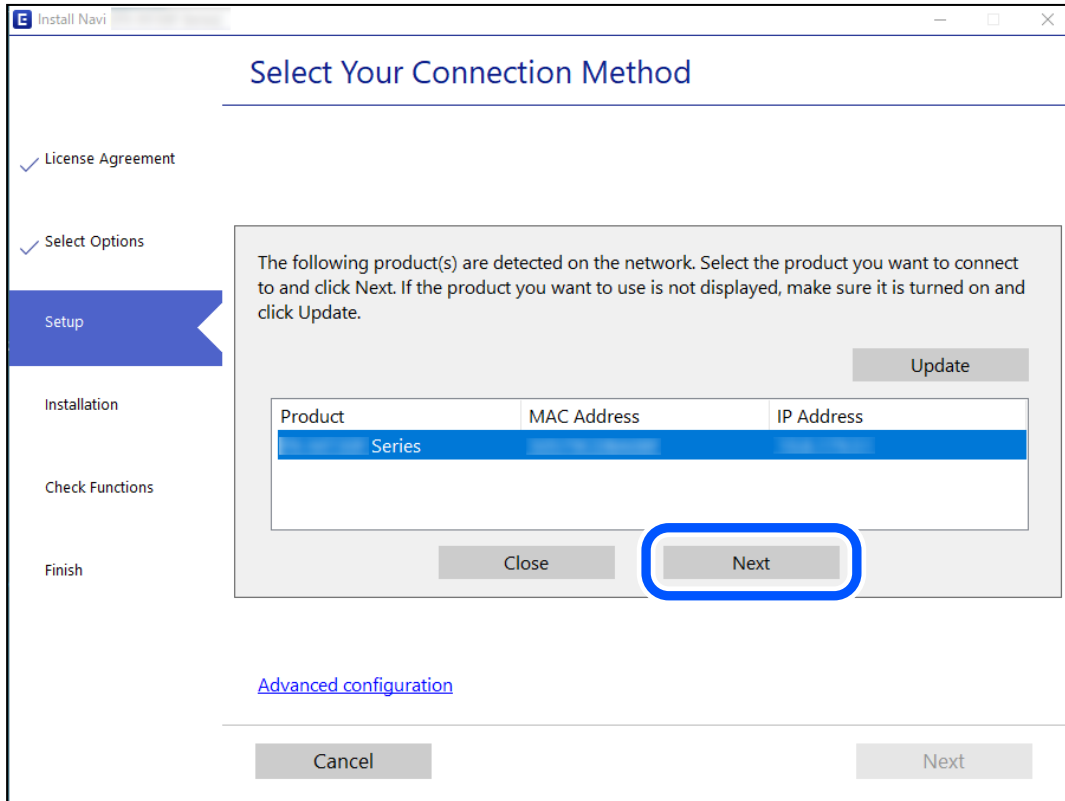 E Install Navi
Select Your Connection Method
License Agreement
Select Options
Setup
Installation
Check Functions
Finish
The following product(s) are detected on the network. Select the product you want to connect
to and click Next. If the product you want to use is not displayed, make sure it is turned on and
click Update.
Update
Product MAC Address IP Address
Series
Close Next
Advanced configuration
Cancel Next